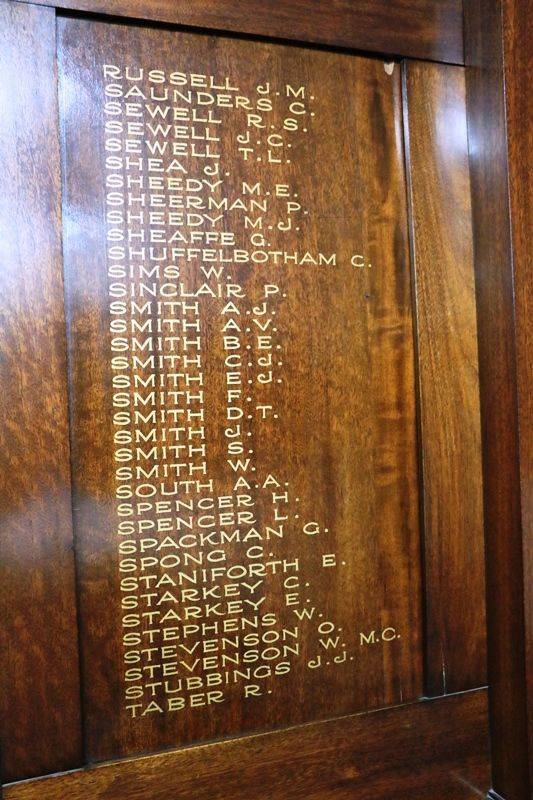 RUSSELL J.M.
SAUNDERS C.
SEWELL R.S.
SEWELL J.C.
SEWELL T.L.
SHEA J.
SHEEDY M.E.
SHEERMAN P.
SHEEDY M.J.
SHEAFFE G.
SHUFFELBOTHAM C.
SIMS W.
SINCLAIR P.
SMITH A.J.
SMITH A.V.
SMITH B.E.
SMITH C.J.
SMITH E.J.
SMITH F.
SMITH D.T.
SMITH J.
SMITH S.
SMITH W.
SOUTH A.A.
SPENCER H.
SPENCER L.
SPACKMAN G.
SPONG C.
STANIFORTH E.
STARKEY C.
STARKEY E.
STEPHENS W.
STEVENSON O.
STEVENSON W. M.C.
STUBBINGS J.J.
TABER R.